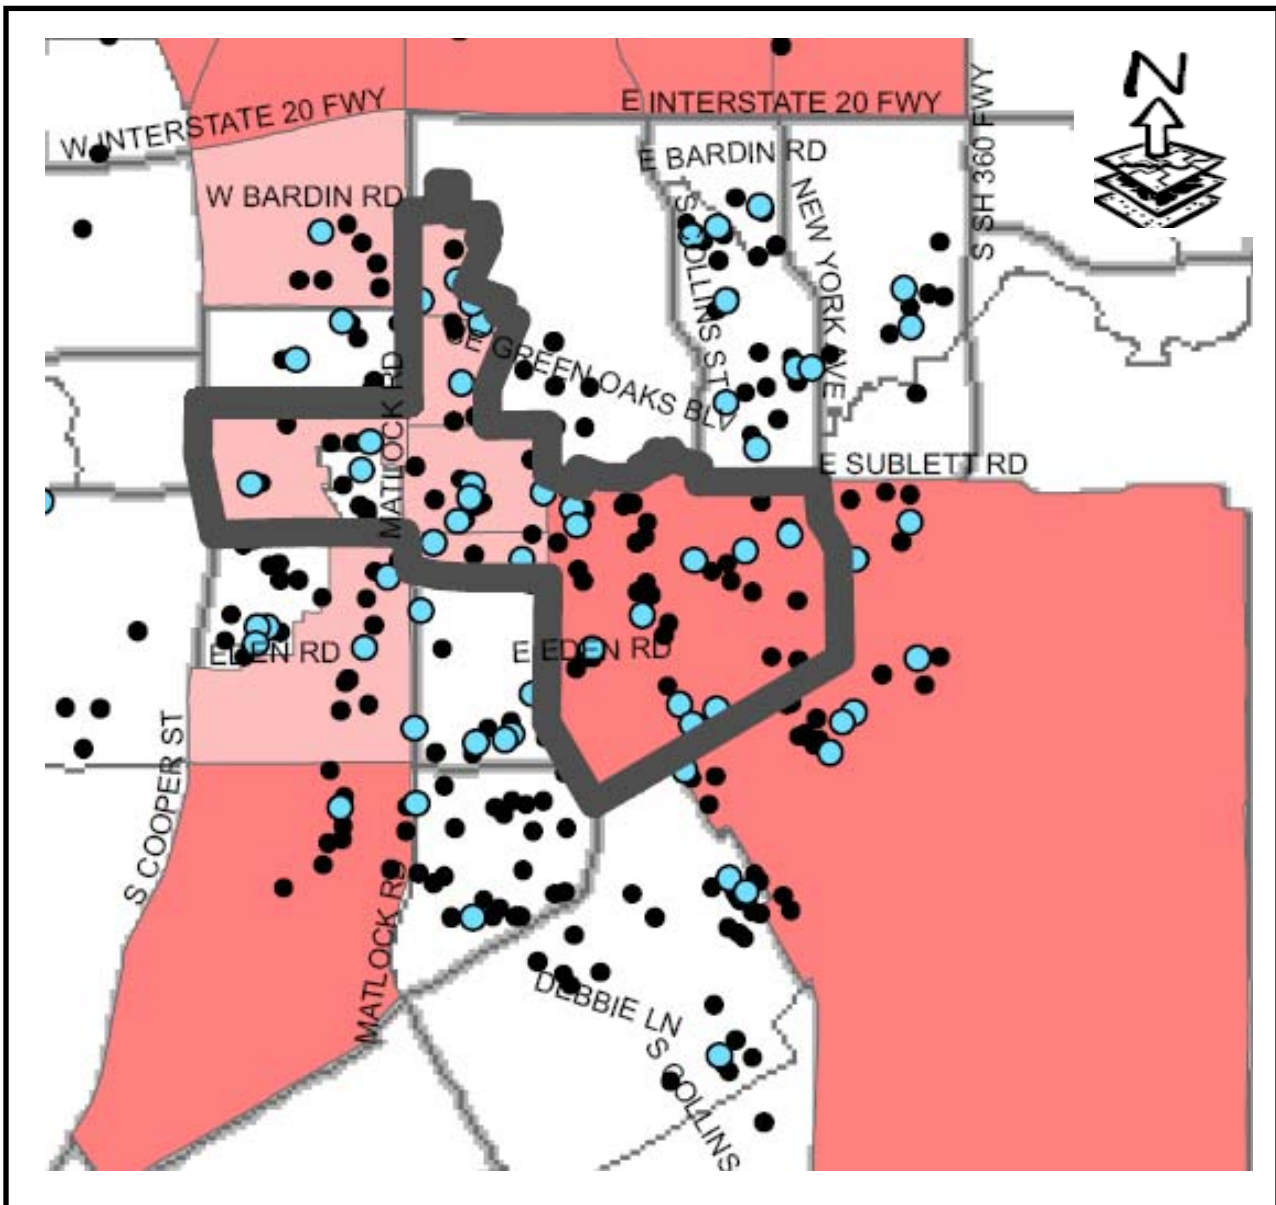 N
W INTERSTATE 20 FWY
E INTERSTATE 20 FWY
E BARDIN RD
W BARDIN RD
S COLLINS ST
NEW YORK AVE
S SH 360 FWY
GREEN OAKS BLV
MATLOCK RD
E SUBLETT RD
EDEN RD
E EDEN RD
S COOPER ST
MATLOCK RD
DEBBIE LN
S COLLINS